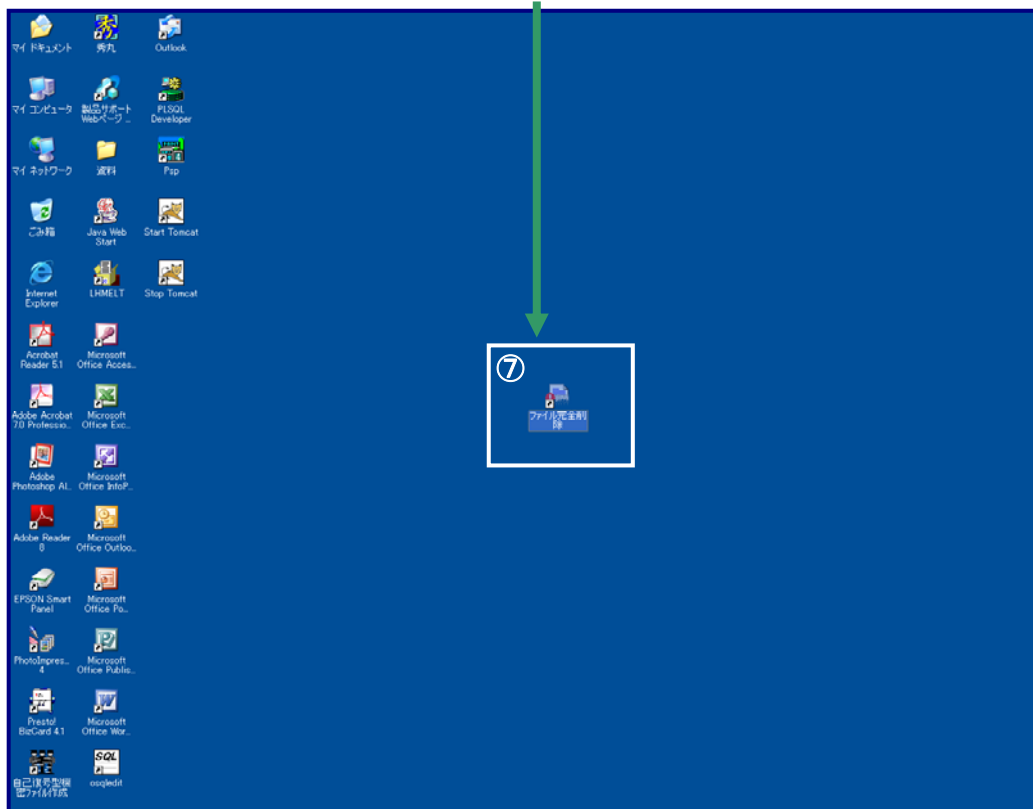 マイ ドキュメント
マイ コンピュータ
マイ ネットワーク
ごみ箱
Internet
Explorer
Acrobat
Reader 5.1
Adobe Acrobat
7.0 Professio...
Adobe
Photoshop Al...
Adobe Reader
8
EPSON Smart
Panel
PhotoImpres...
4
Presto!
BizCard 4.1
自己復号型機
密ファイル作成
秀丸
製品サポート
Webページ ...
資料
Java Web
Start
LHMELT
Microsoft
Office Acces...
Microsoft
Office Exc...
Microsoft
Office InfoP...
Microsoft
Office Outloo...
Microsoft
Office Po...
Microsoft
Office Publis...
Microsoft
Office Wor...
SQL
osqledit
Outlook
PLSQL
Developer
Psp
Start Tomcat
Stop Tomcat
⑦
ファイル完全削
除